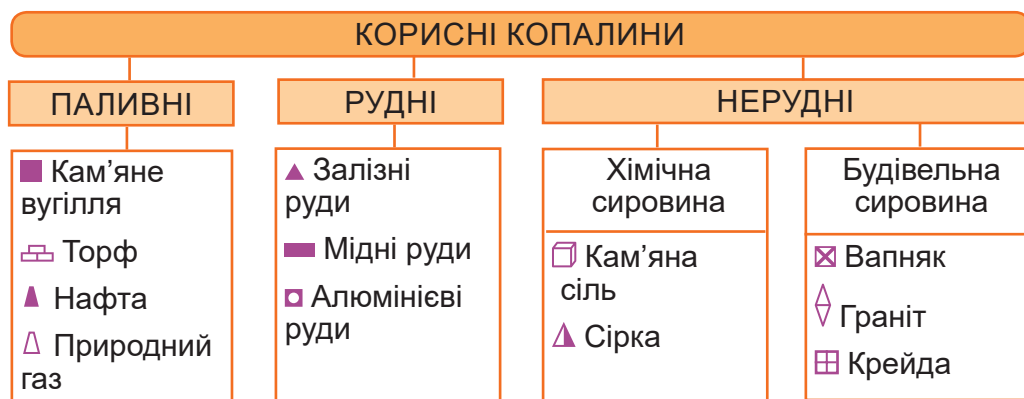 КОРИСНІ КОПАЛИНИ
ПАЛИВНІ
Кам’яне
вугілля
Торф
Нафта
Природний
газ
РУДНІ
Залізні
руди
Мідні руди
Алюмінієві
руди
НЕРУДНІ
Хімічна
сировина
Кам’яна
сіль
Сірка
Будівельна
сировина
Вапняк
Граніт
Крейда